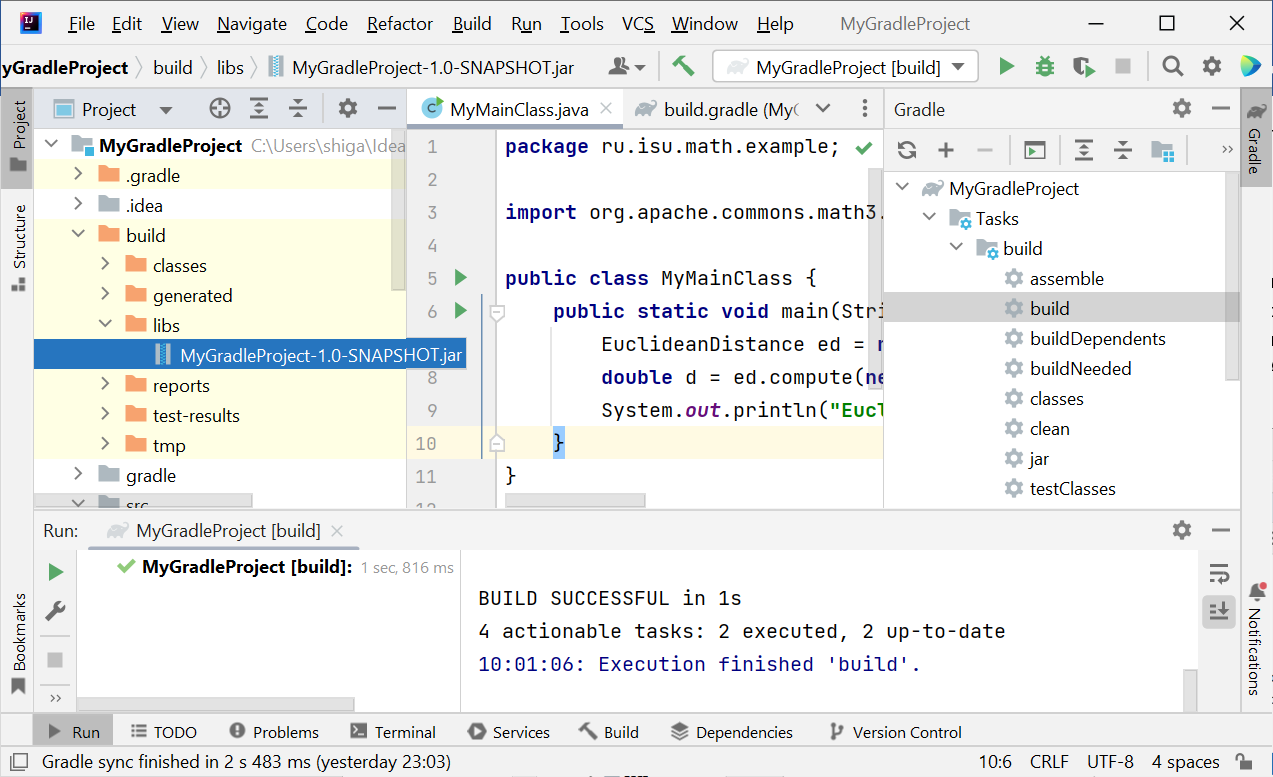 File Edit View Navigate Code Refactor Build Run Tools VCS Window Help MyGradleProject
yGradleProject build libs MyGradleProject-1.0-SNAPSHOT.jar MyGradleProject [build]
Project
Structure
Bookmarks
Project
MyGradleProject C:\Users\shiga\Idea
.gradle
.idea
build
classes
generated
libs
MyGradleProject-1.0-SNAPSHOT.jar
reports
test-results
tmp
gradle
src
MyMainClass.java build.gradle (My
1 package ru.isu.math.example;
2
3 import org.apache.commons.math3.
4
5 public class MyMainClass {
6 public static void main(Stri
EuclideanDistance ed = n
8 double d = ed.compute(ne
9 System.out.println("Eucl
10 }
11 }
12
Gradle
MyGradleProject
Tasks
build
assemble
build
buildDependents
buildNeeded
classes
clean
jar
testClasses
Gradle
Notifications
Run: MyGradleProject [build]
MyGradleProject [build]: 1 sec, 816 ms
BUILD SUCCESSFUL in 1s
4 actionable tasks: 2 executed, 2 up-to-date
10:01:06: Execution finished 'build'.
Run TODO Problems Terminal Services Build Dependencies Version Control
Gradle sync finished in 2 s 483 ms (yesterday 23:03) 10:6 CRLF UTF-8 4 spaces